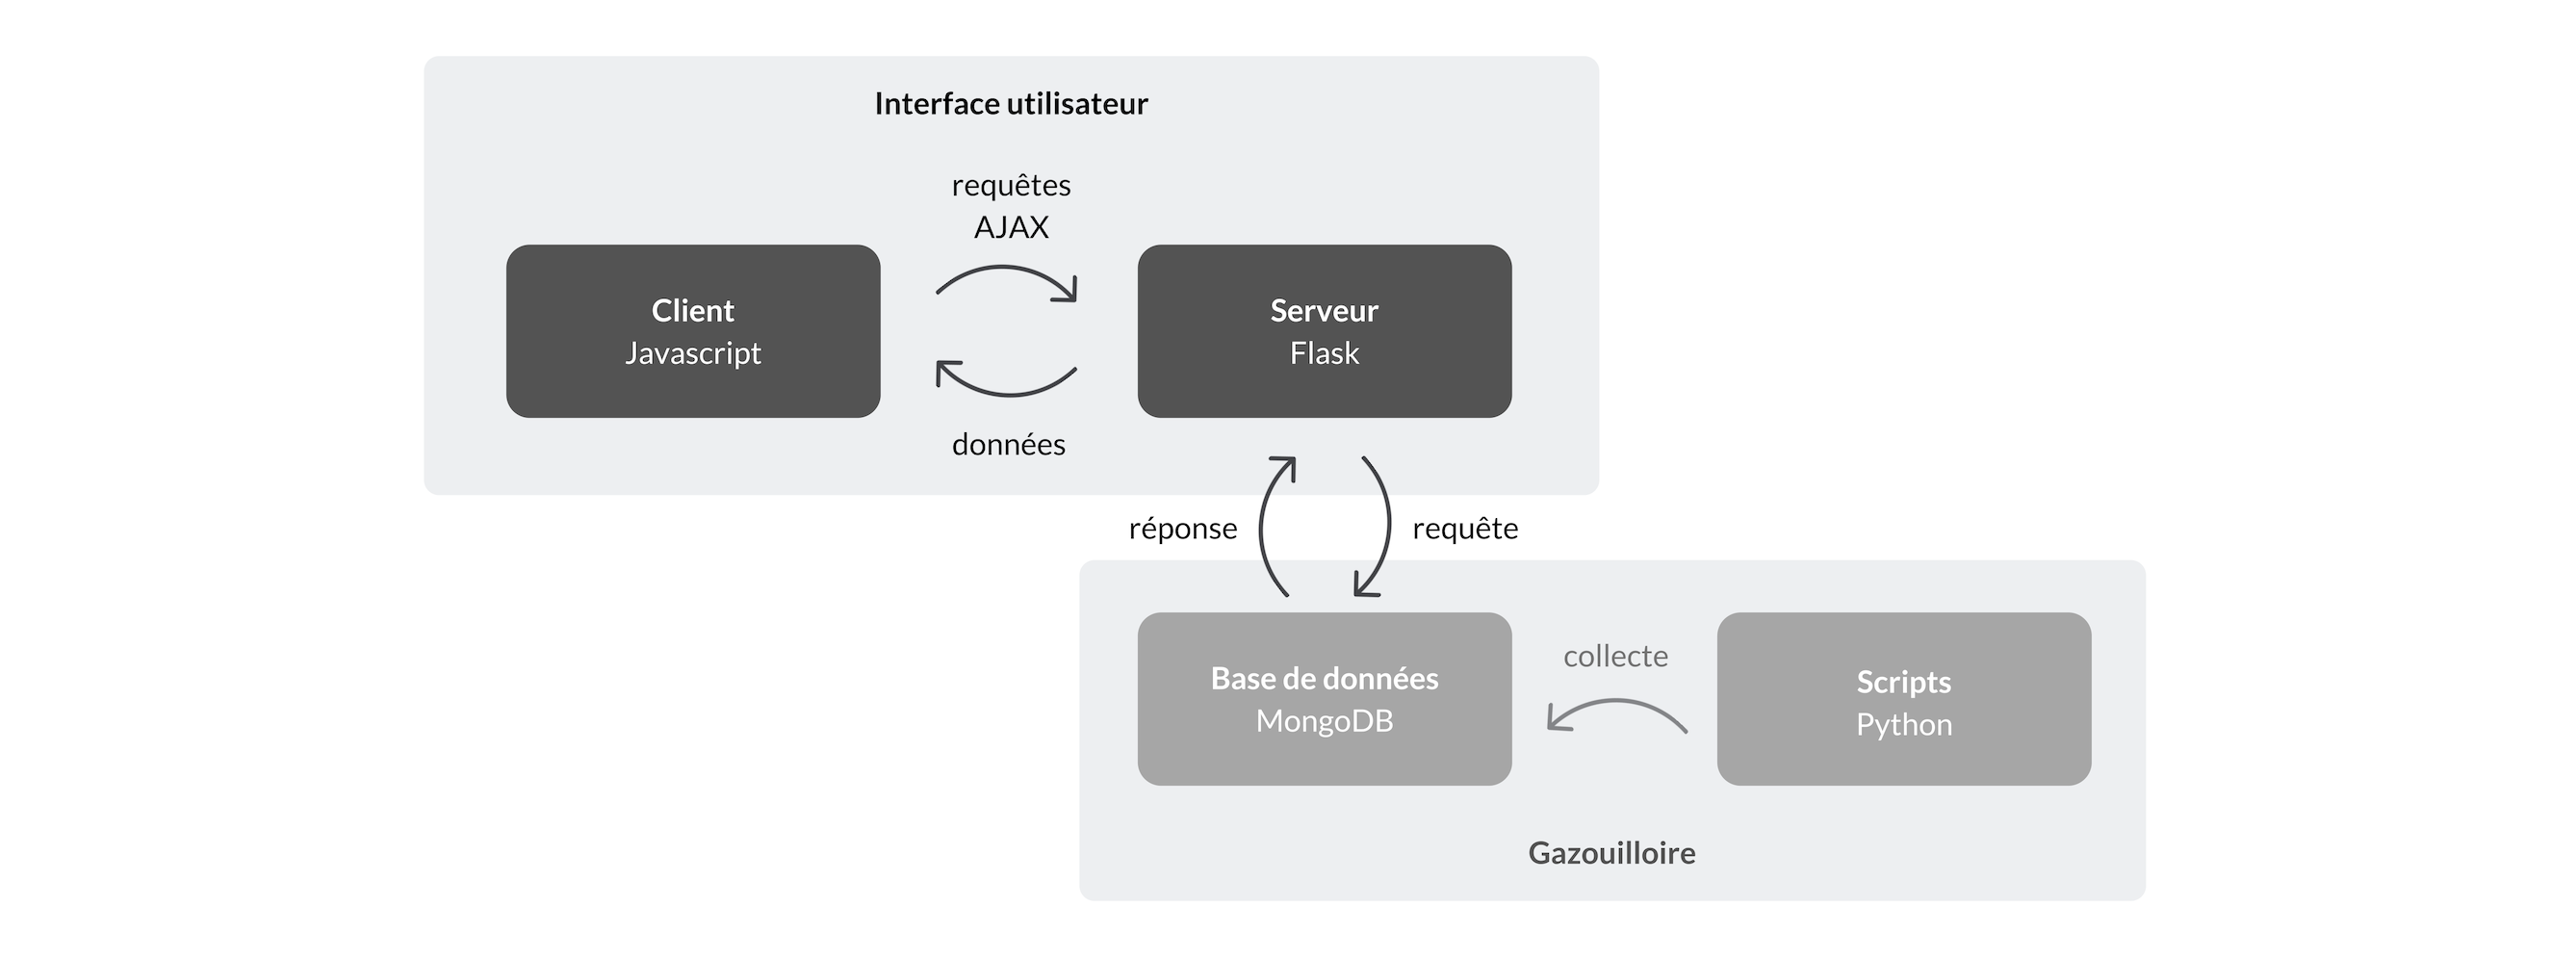 Interface utilisateur
requêtes
AJAX
Client
Javascript
Serveur
Flask
données
réponse
requête
Base de données
MongoDB
collecte
Scripts
Python
Gazouilloire